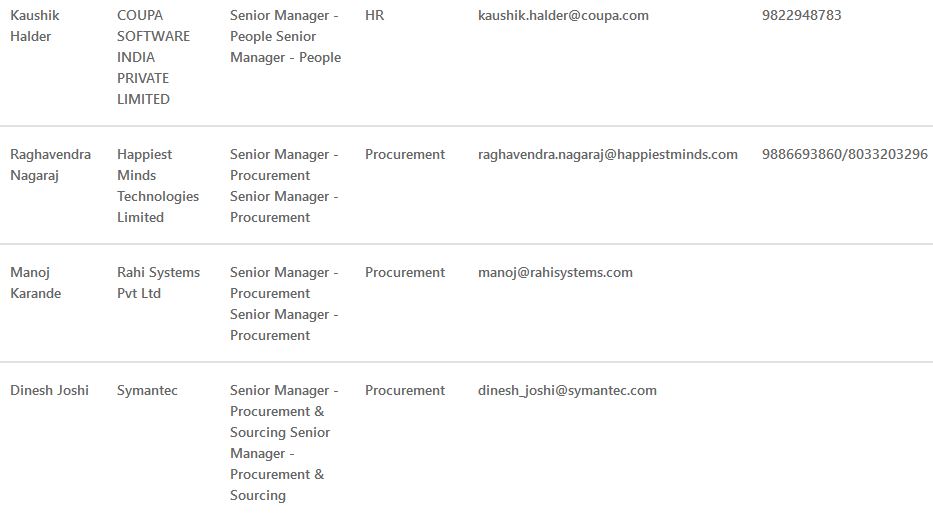 Kaushik Halder
COUPA SOFTWARE INDIA PRIVATE LIMITED
Senior Manager - People Senior Manager - People
HR
kaushik.halder@coupa.com
9822948783
Raghavendra Nagaraj
Happiest Minds Technologies Limited
Senior Manager - Procurement Senior Manager - Procurement
Procurement
raghavendra.nagaraj@happiestminds.com
9886693860/8033203296
Manoj Karande
Rahi Systems Pvt Ltd
Senior Manager - Procurement Senior Manager - Procurement
Procurement
manoj@rahisystems.com
Dinesh Joshi
Symantec
Senior Manager - Procurement & Sourcing Senior Manager - Procurement & Sourcing
Procurement
dinesh_joshi@symantec.com